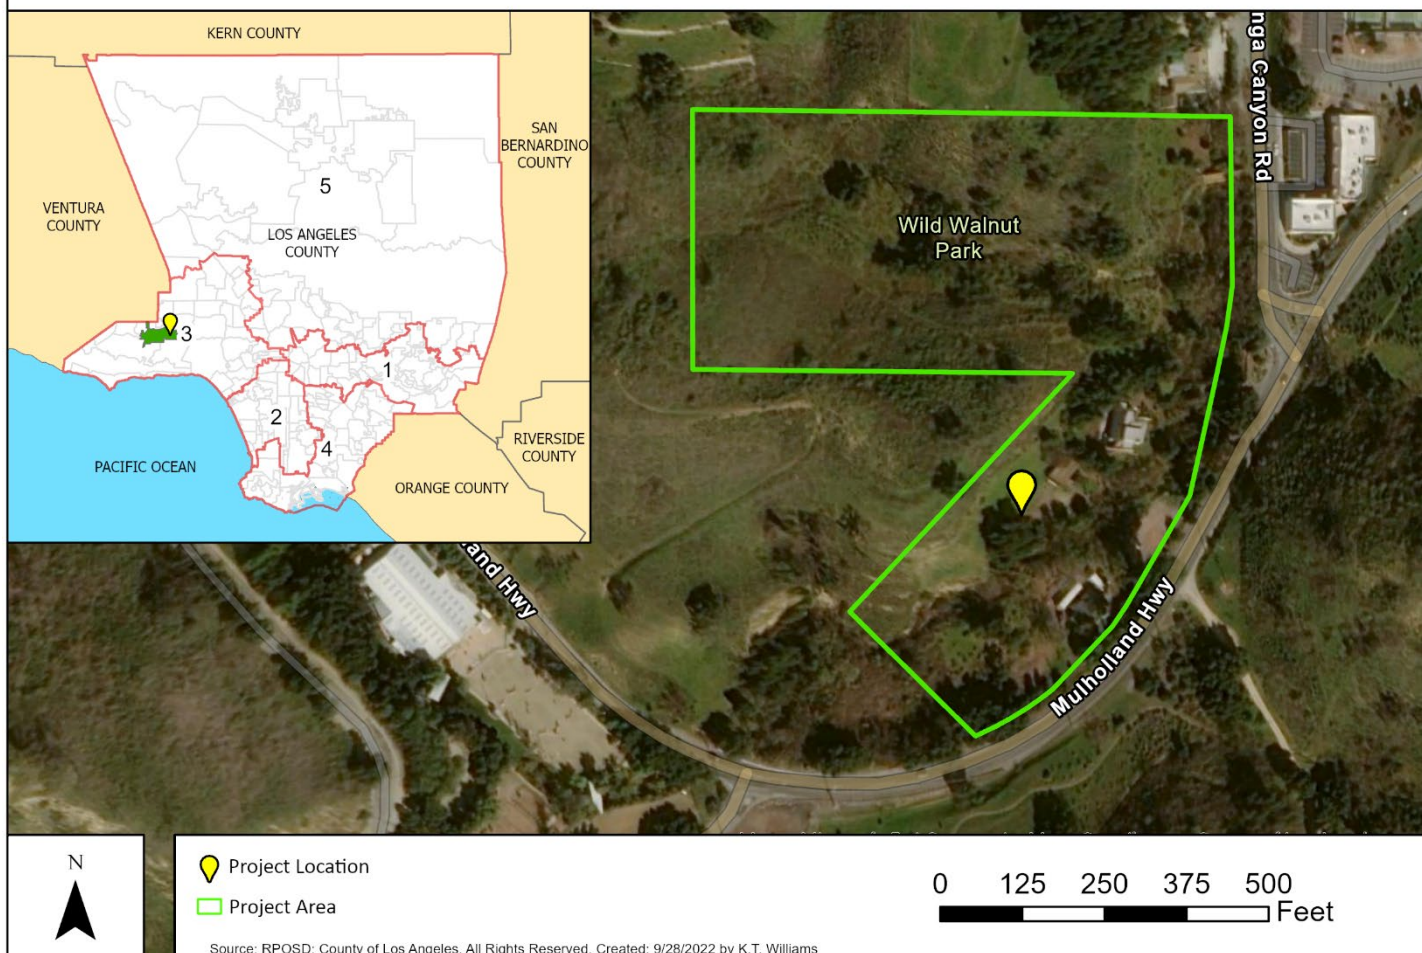 KERN COUNTY
SAN
BERNARDINO
COUNTY
5
VENTURA
COUNTY
LOS ANGELES
COUNTY
3
1
2
4
RIVERSIDE
COUNTY
PACIFIC OCEAN
ORANGE COUNTY
nga Canyon Rd
Wild Walnut
Park
land Hwy
Mulholland Hwy
N
Project Location
Project Area
0 125 250 375 500
Feet
Source: RPOSD; County of Los Angeles, All Rights Reserved, Created: 9/28/2022 by K.T. Williams